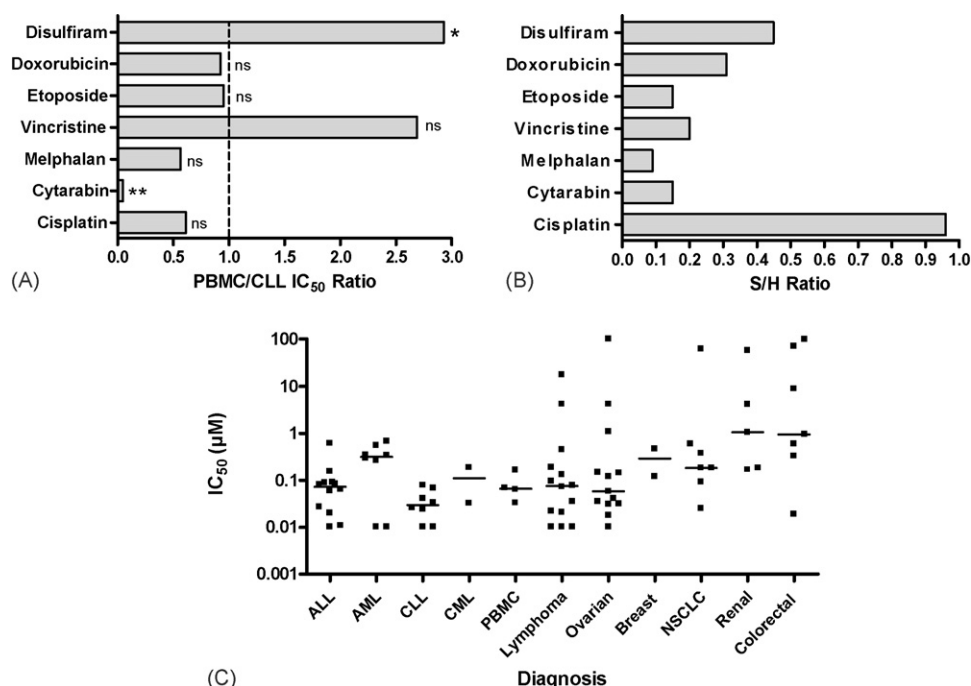 Disulfiram
*
Doxorubicin
ns
Etoposide
ns
Vincristine
ns
Melphalan
ns
Cytarabin
**
Cisplatin
ns
0.0 0.5 1.0 1.5 2.0 2.5 3.0
(A) PBMC/CLL IC50 Ratio
Disulfiram
Doxorubicin
Etoposide
Vincristine
Melphalan
Cytarabin
Cisplatin
0.0 0.1 0.2 0.3 0.4 0.5 0.6 0.7 0.8 0.9 1.0
(B) S/H Ratio
IC50 (µM)
100
10
1
0.1
0.01
0.001
ALL AML CLL CML PBMC Lymphoma Ovarian Breast NSCLC Renal Colorectal
(C) Diagnosis